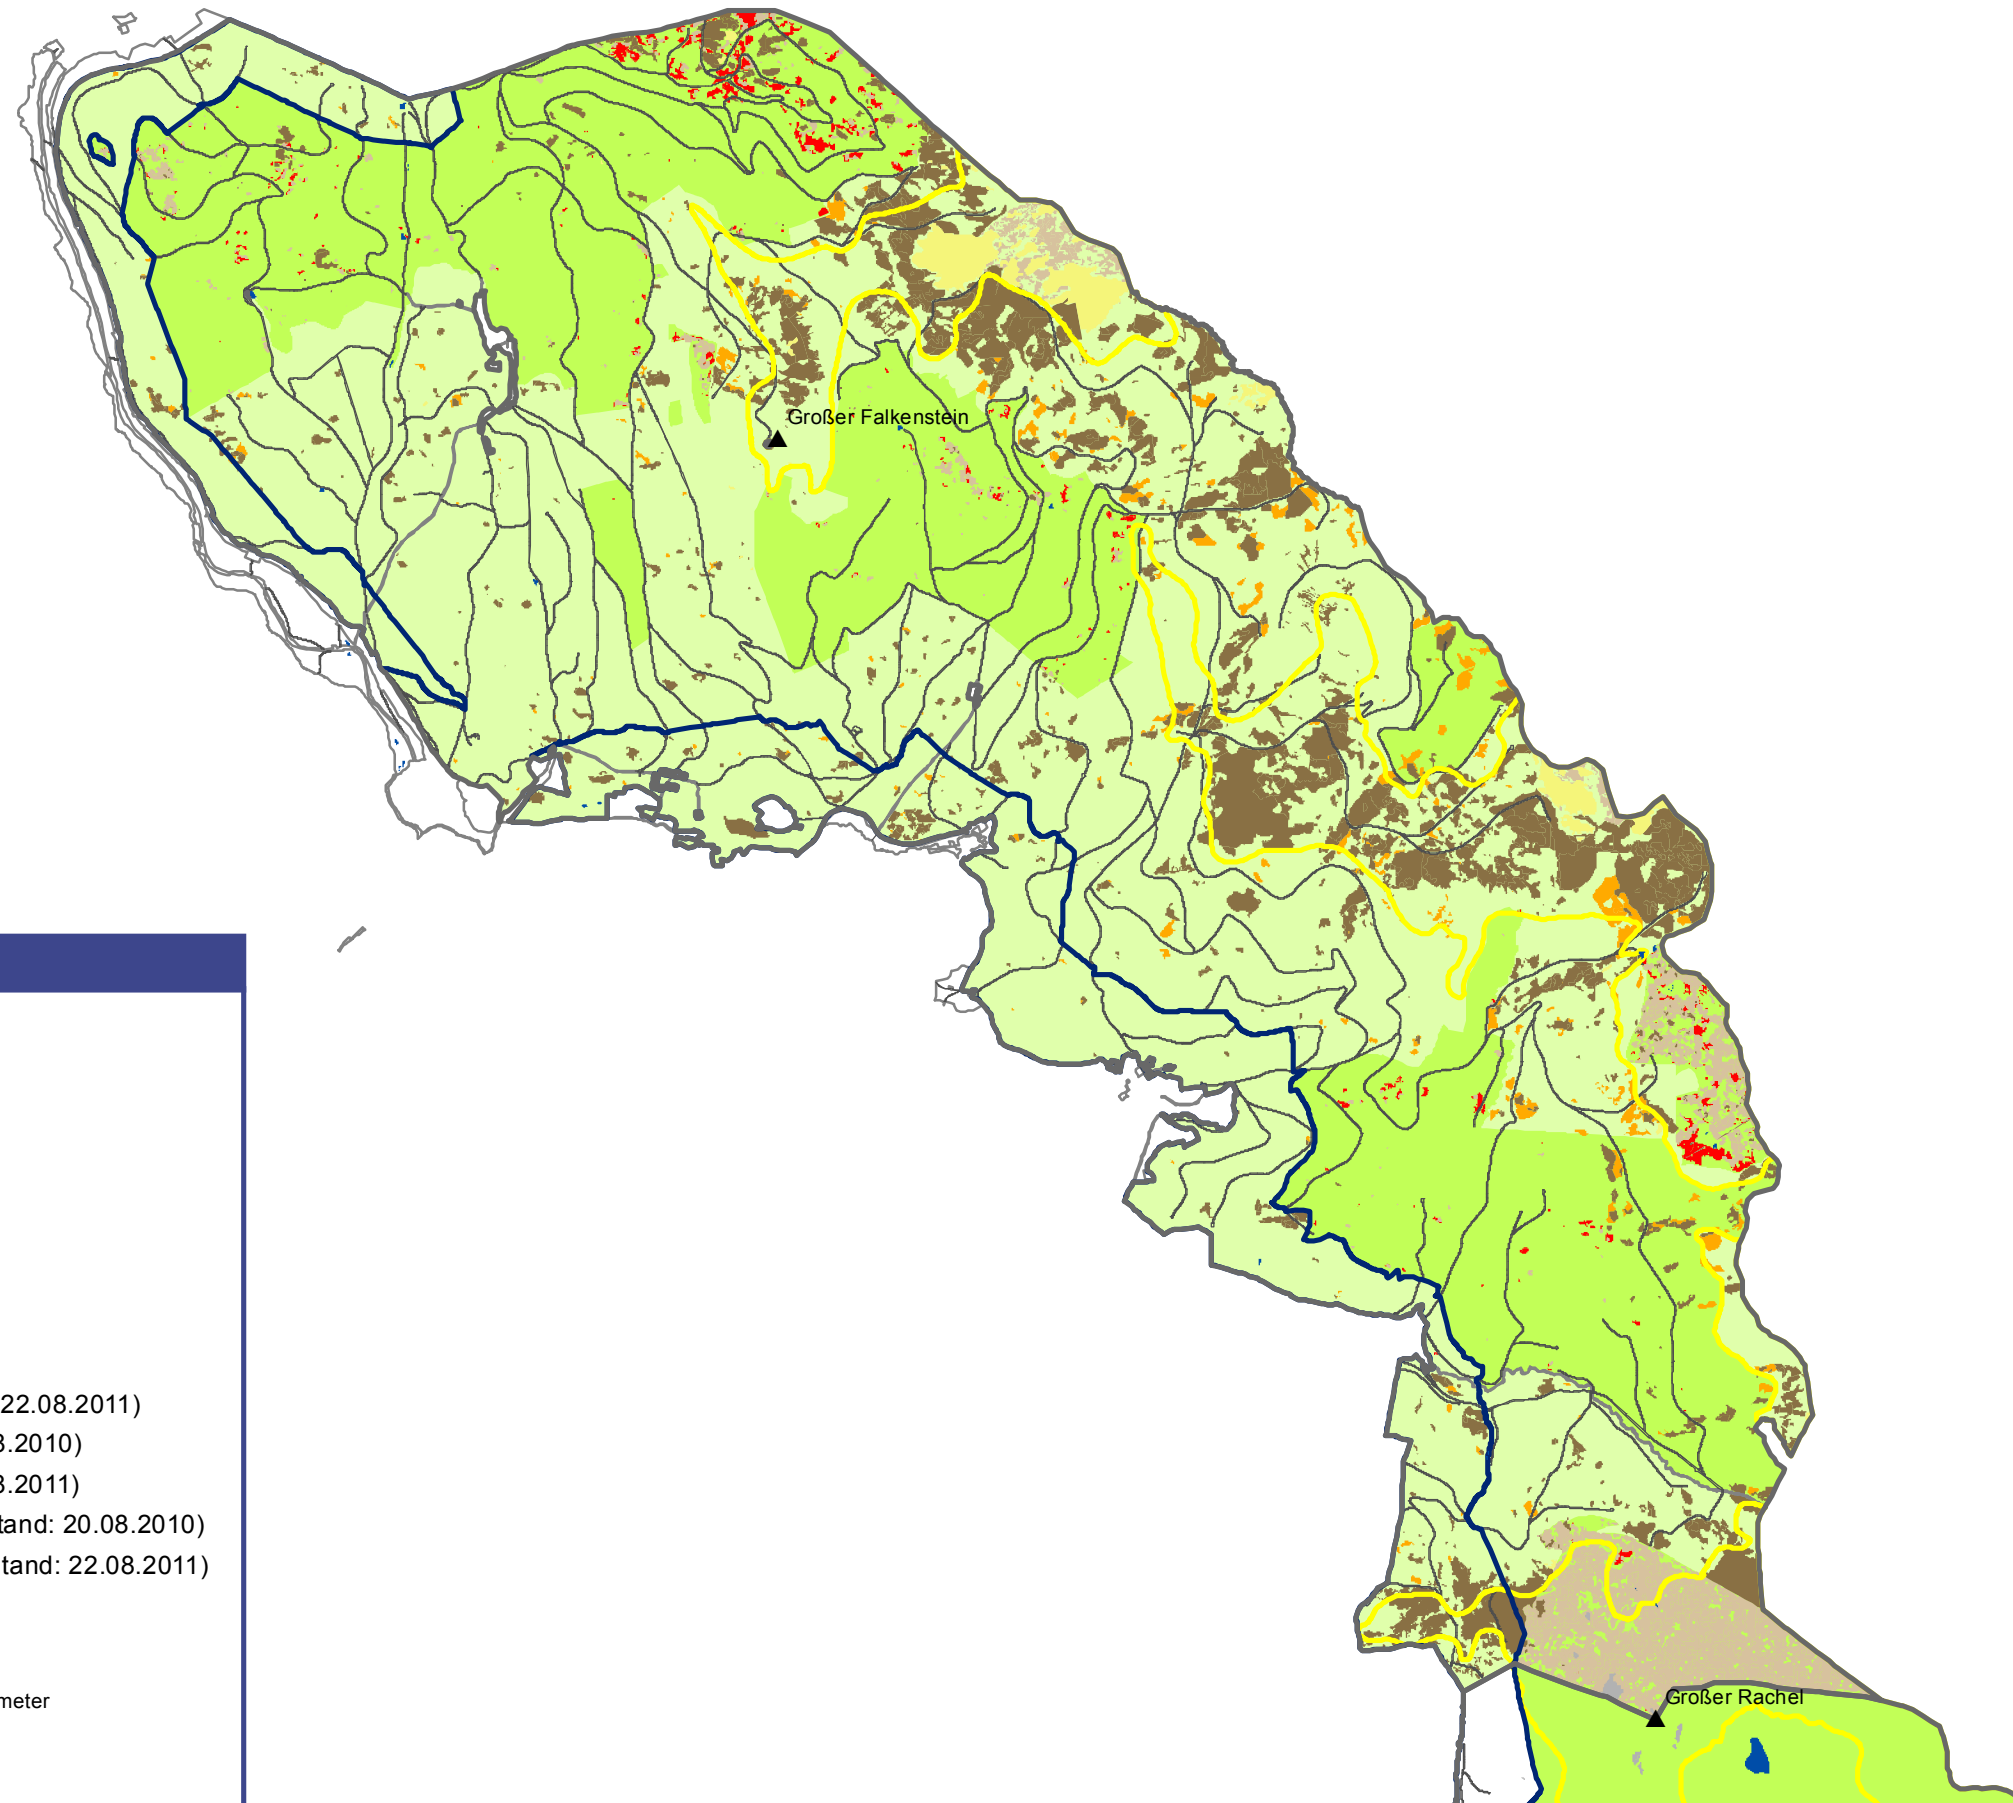 Großer Falkenstein
22.08.2011)
.2010)
.2011)
tand: 20.08.2010)
tand: 22.08.2011)
meter
Großer Rachel